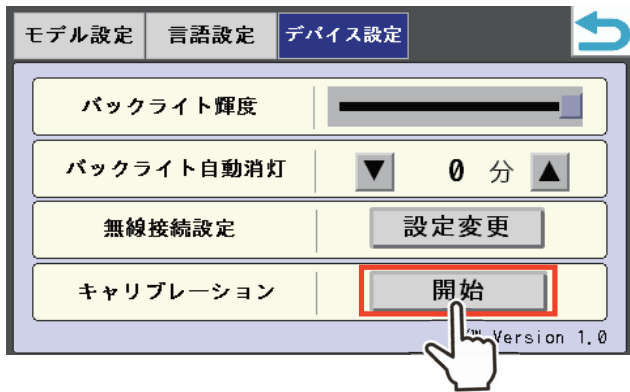 モデル設定 言語設定 デバイス設定
バックライト輝度
バックライト自動消灯 ▼ 0 分 ▲
無線接続設定 設定変更
キャリブレーション 開始
Version 1.0